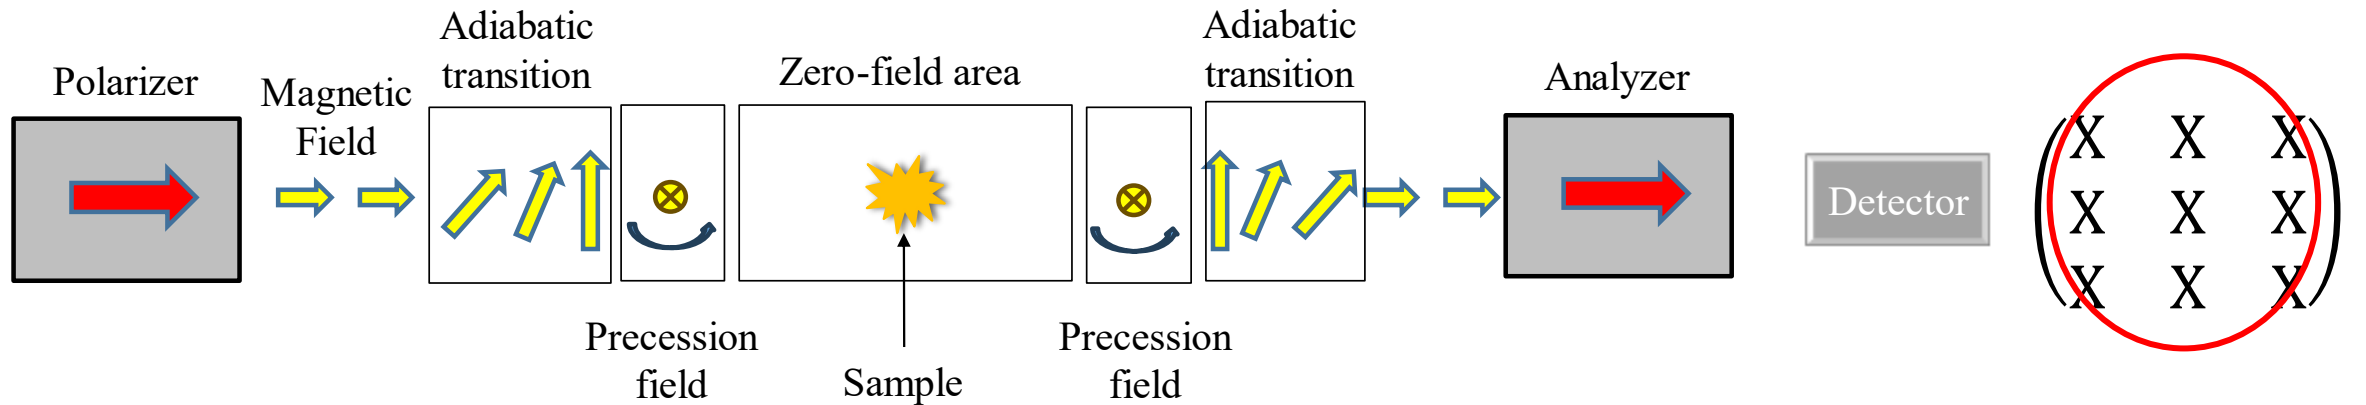 Polarizer
Magnetic
Field
Adiabatic
transition
Precession
field
Zero-field area
Sample
Precession
field
Adiabatic
transition
Analyzer
Detector
X X X
X X X
X X X